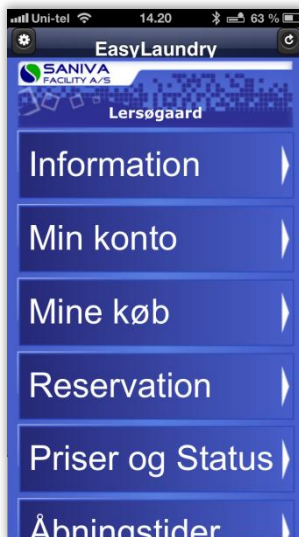 Uni-tel 14.20 63 %
EasyLaundry
SANIVA
FACILITY A/S
Lersøgaard
Information
Min konto
Mine køb
Reservation
Priser og Status
Åbningstider